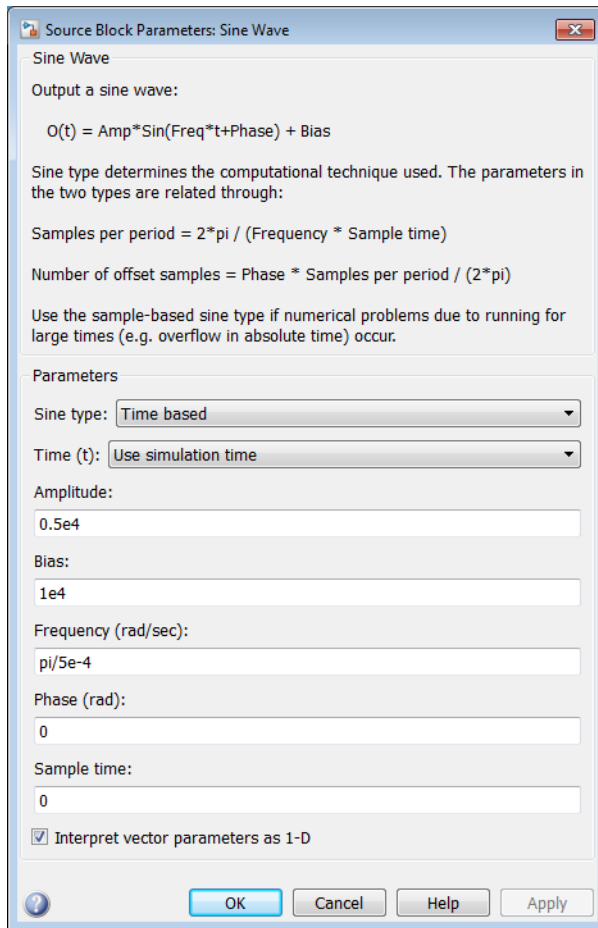 Source Block Parameters: Sine Wave
Sine Wave
Output a sine wave:
O(t) = Amp*Sin(Freq*t+Phase) + Bias
Sine type determines the computational technique used. The parameters in
the two types are related through:
Samples per period = 2*pi / (Frequency * Sample time)
Number of offset samples = Phase * Samples per period / (2*pi)
Use the sample-based sine type if numerical problems due to running for
large times (e.g. overflow in absolute time) occur.
Parameters
Sine type: Time based
Time (t): Use simulation time
Amplitude:
0.5e4
Bias:
1e4
Frequency (rad/sec):
pi/5e-4
Phase (rad):
0
Sample time:
0
Interpret vector parameters as 1-D
? OK Cancel Help Apply